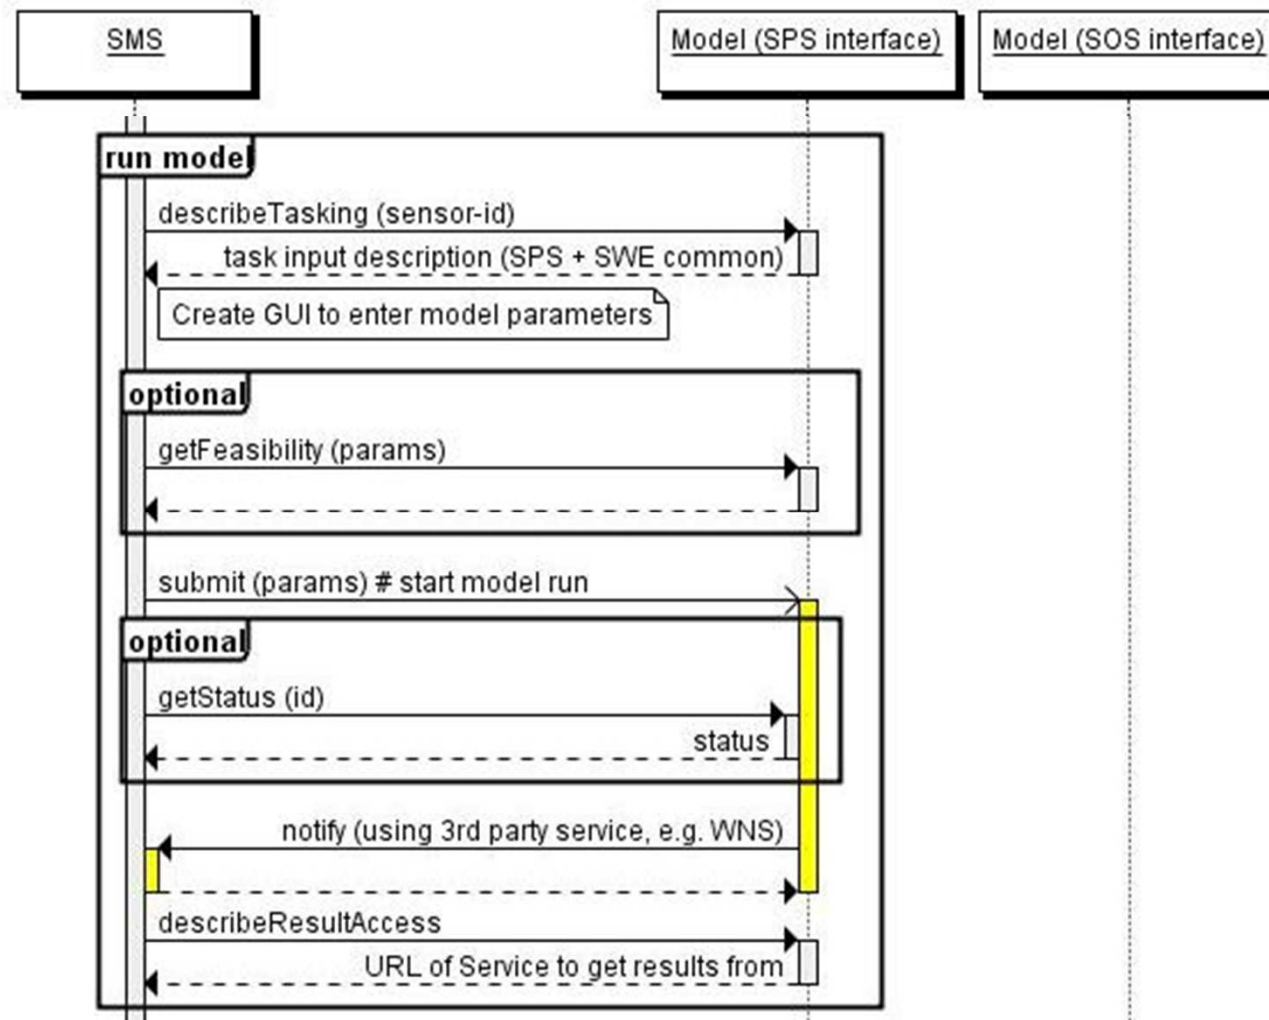 SMS
Model (SPS interface)
Model (SOS interface)
run model
describeTasking (sensor-id)
task input description (SPS + SWE common)
Create GUI to enter model parameters
optional
getFeasibility (params)
submit (params) # start model run
optional
getStatus (id)
status
notify (using 3rd party service, e.g. WNS)
describeResultAccess
URL of Service to get results from